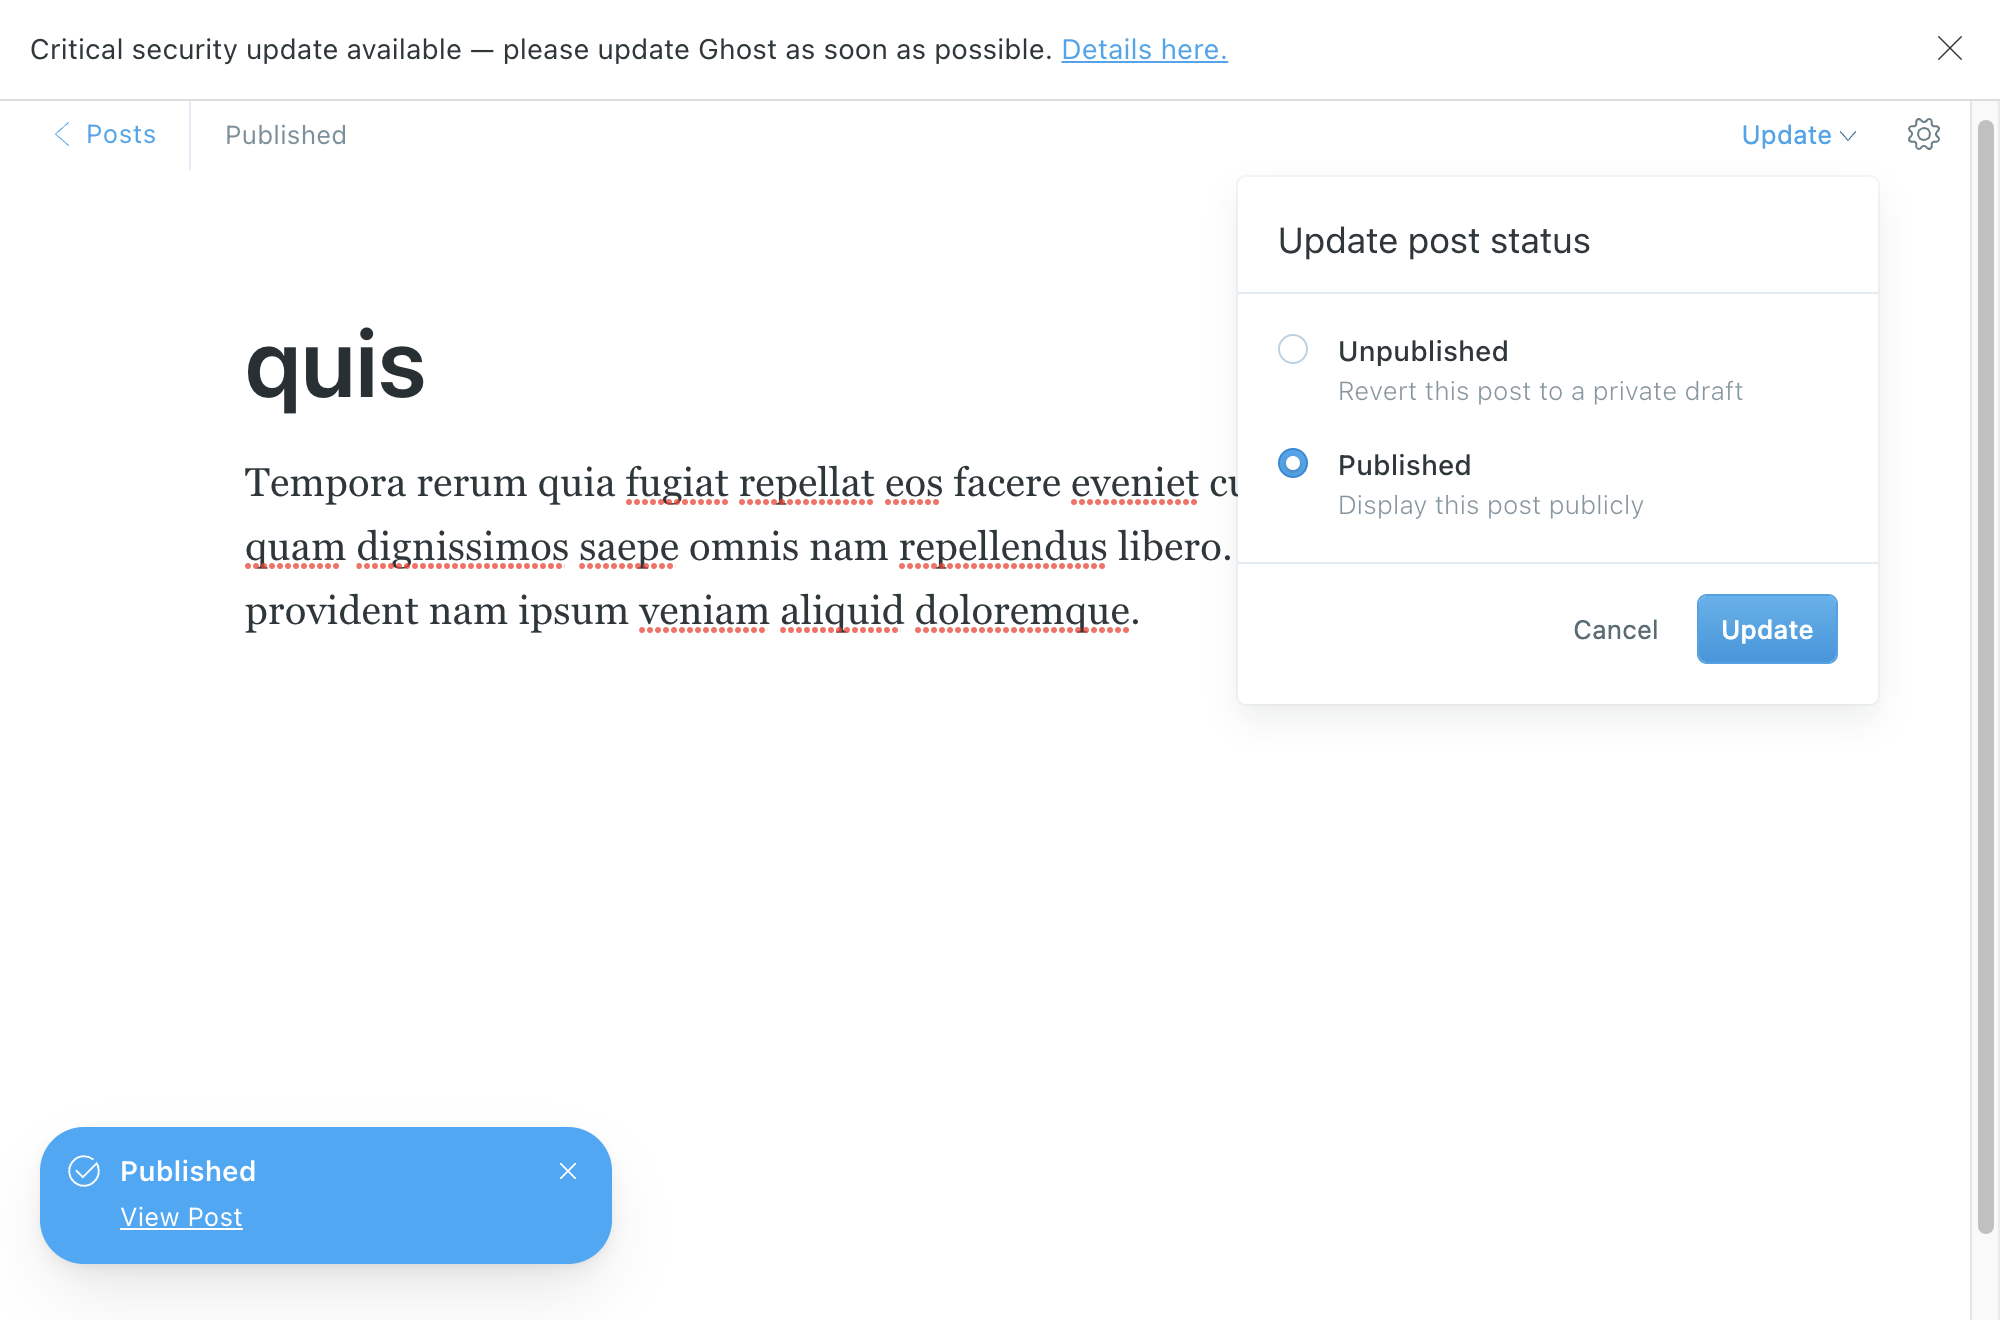 Critical security update available — please update Ghost as soon as possible. Details here.
Posts
Published
Update
Update post status
Unpublished
Revert this post to a private draft
Published
Display this post publicly
Cancel
Update
quis
Tempora rerum quia fugiat repellat eos facere eveniet
quam dignissimos saepe omnis nam repellendus libero.
provident nam ipsum veniam aliquid doloremque.
Published
View Post